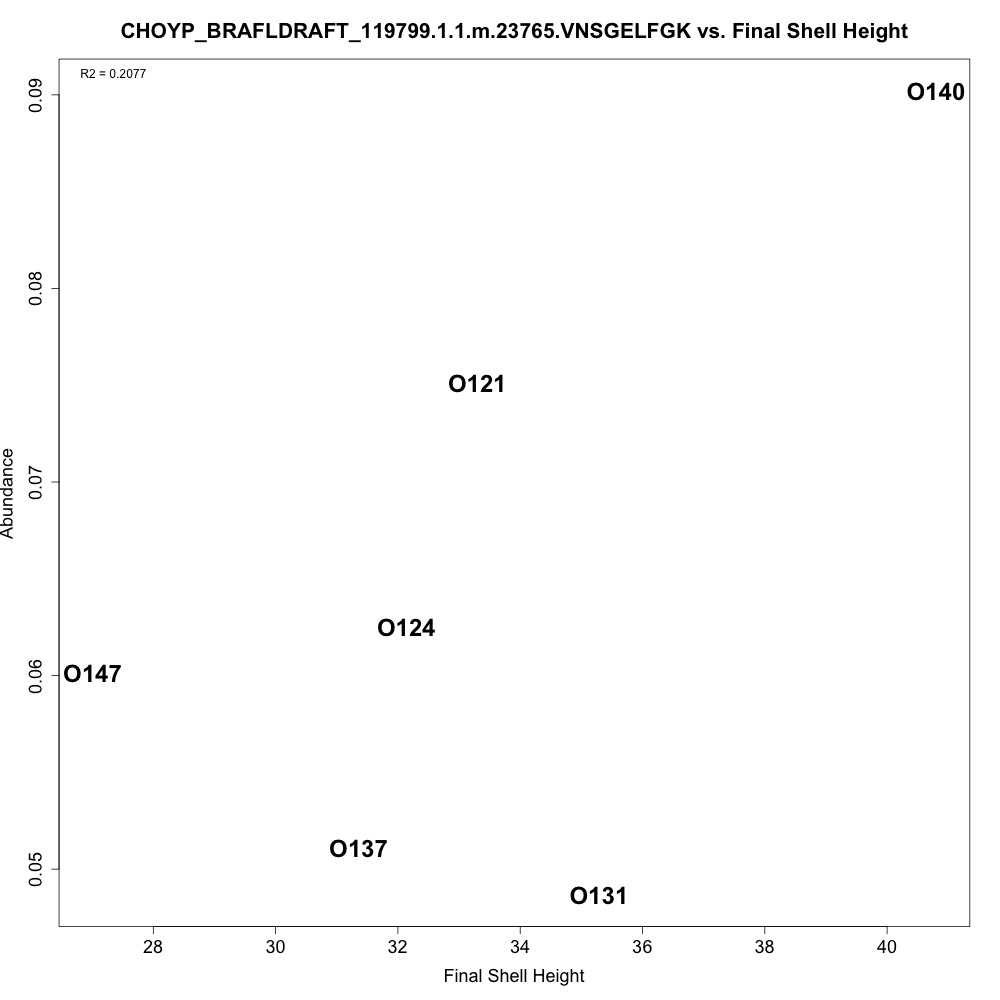 CHOYP_BRAFLDRAFT_119799.1.1.m.23765.VNSGELFGK vs. Final Shell Height
R2 = 0.2077
O140
0.09
0.08
O121
0.07
Abundance
O124
0.06
O147
O137
0.05
O131
28 30 32 34 36 38 40
Final Shell Height